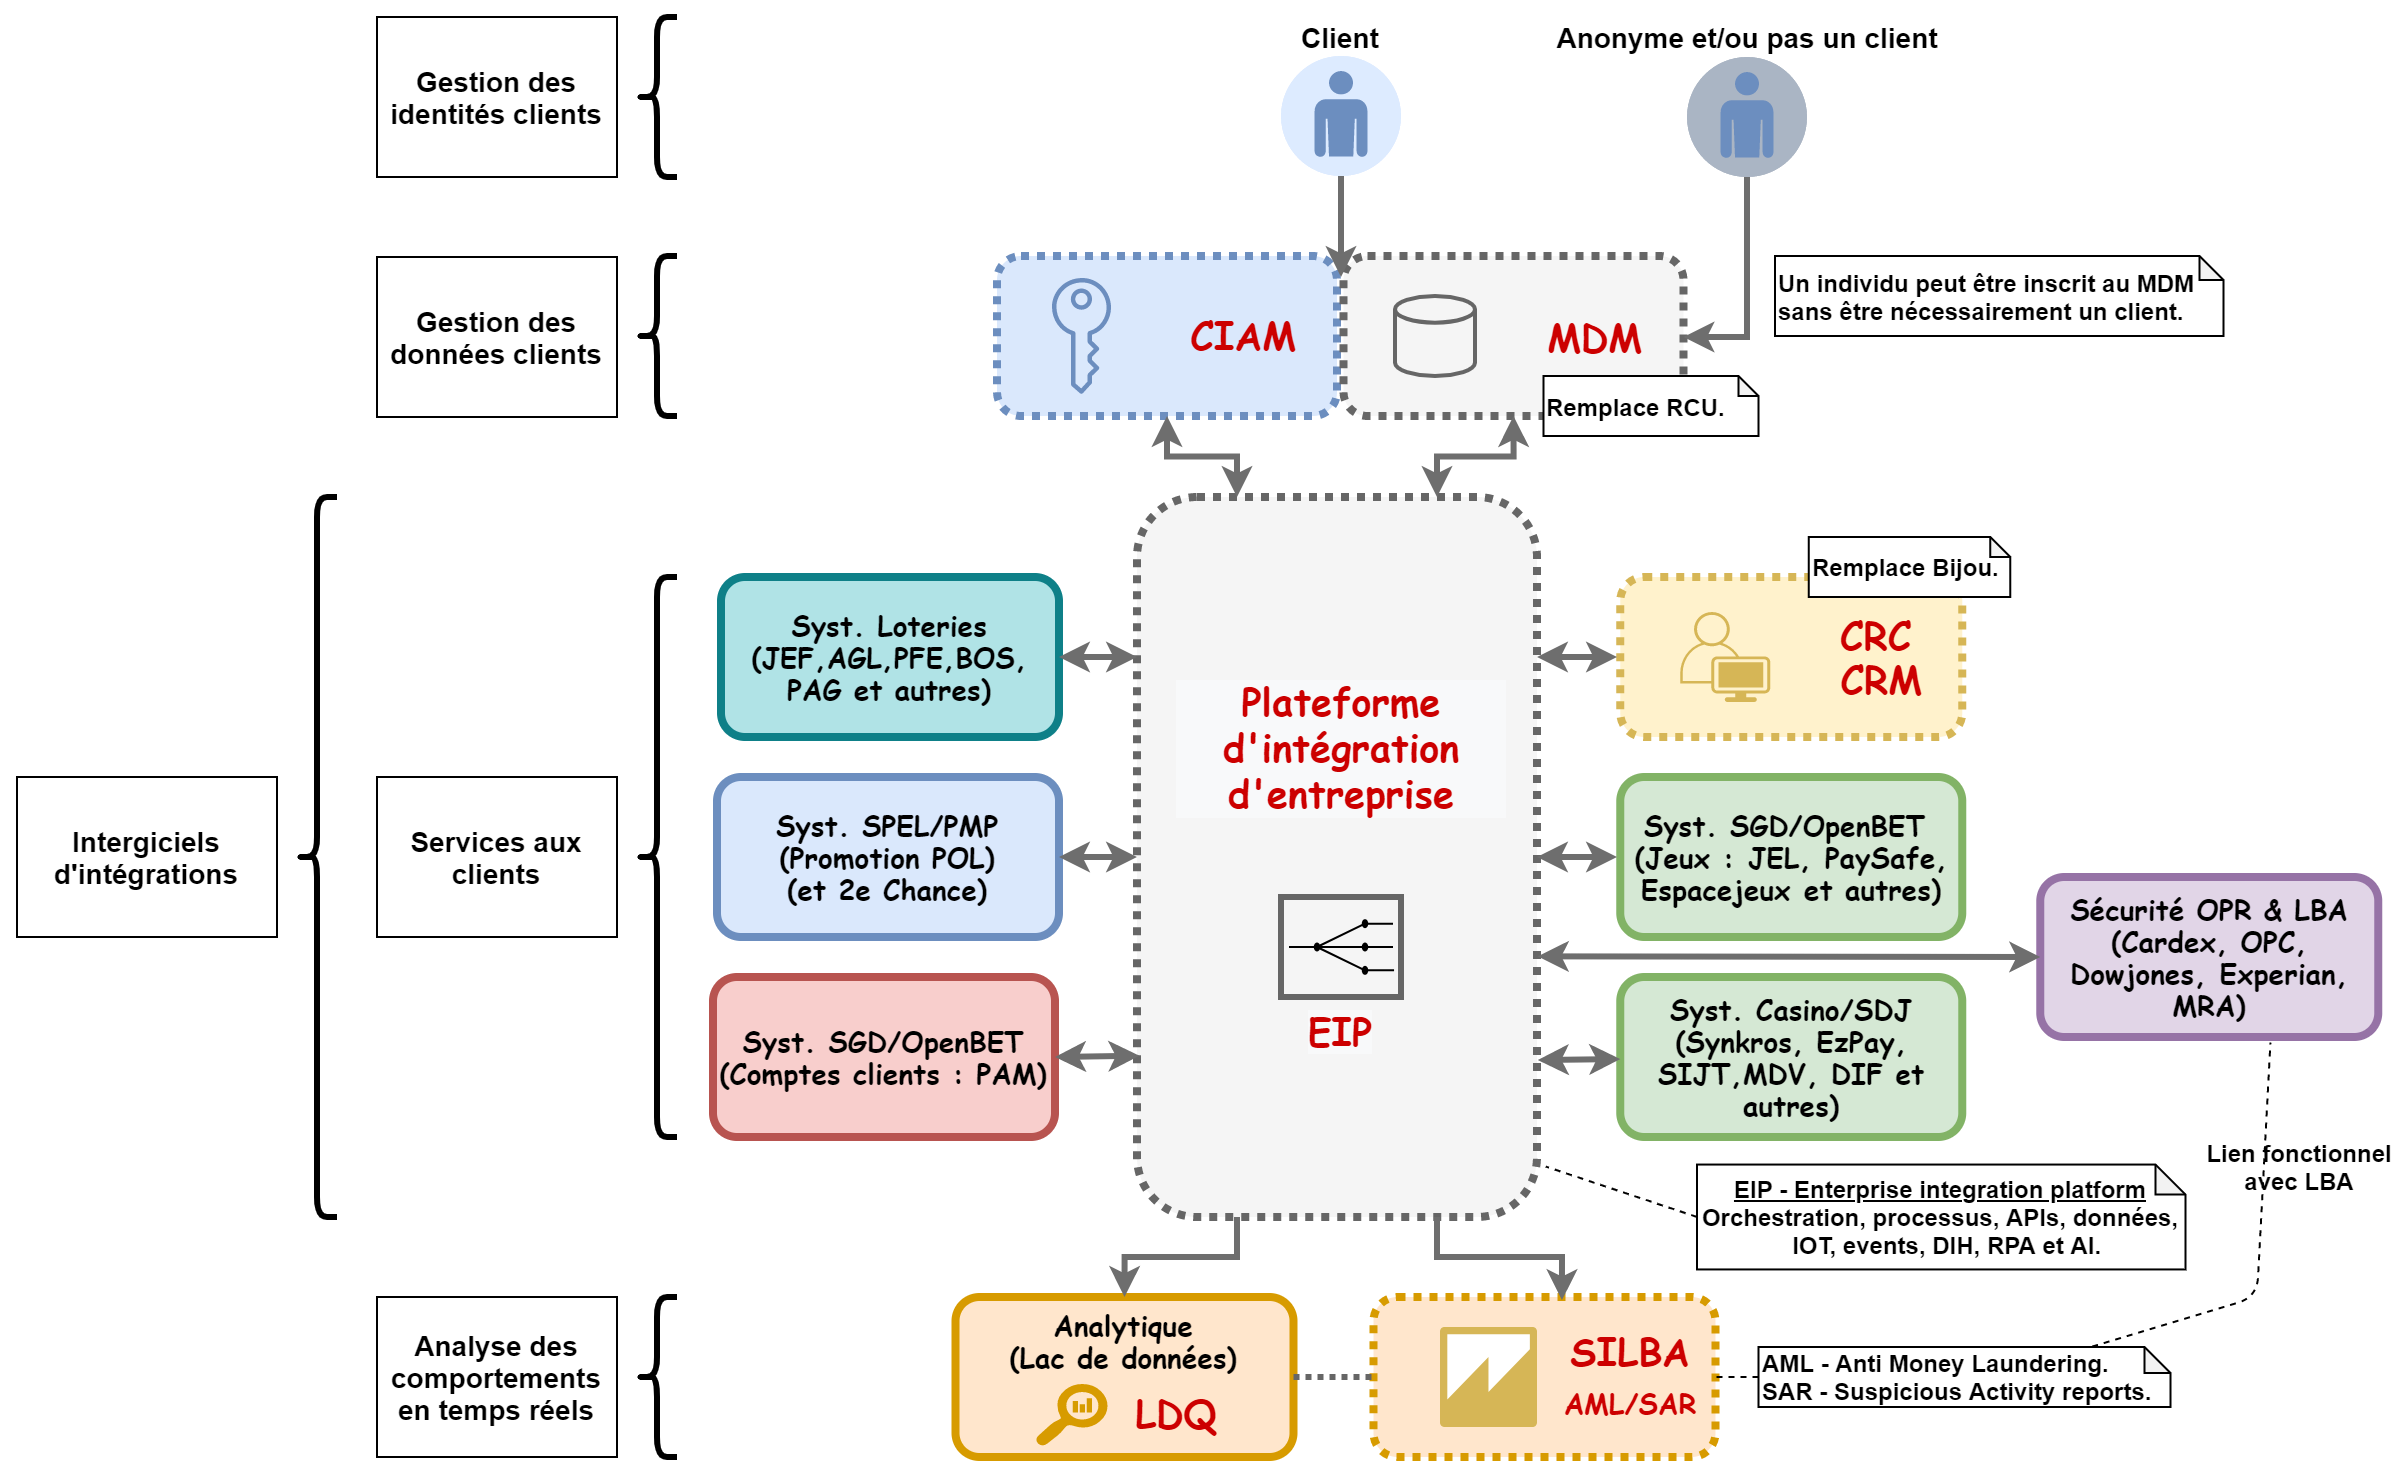 Client
Anonyme et/ou pas un client
Gestion des
identités clients
Gestion des
données clients
CIAM
MDM
Un individu peut être inscrit au MDM
sans être nécessairement un client.
Remplace RCU.
Intergiciels
d'intégrations
Services aux
clients
Syst. Loteries
(JEF,AGL,PFE,BOS,
PAG et autres)
Syst. SPEL/PMP
(Promotion POL)
(et 2e Chance)
Syst. SGD/OpenBET
(Comptes clients : PAM)
Plateforme
d'intégration
d'entreprise
EIP
Remplace Bijou.
CRC
CRM
Syst. SGD/OpenBET
(Jeux : JEL, PaySafe,
Espacejeux et autres)
Syst. Casino/SDJ
(Synkros, EzPay,
SIJT,MDV, DIF et
autres)
Sécurité OPR & LBA
(Cardex, OPC,
Dowjones, Experian,
MRA)
Lien fonctionnel
avec LBA
EIP - Enterprise integration platform
Orchestration, processus, APIs, données,
IOT, events, DIH, RPA et AI.
Analyse des
comportements
en temps réels
Analytique
(Lac de données)
LDQ
SILBA
AML/SAR
AML - Anti Money Laundering.
SAR - Suspicious Activity reports.